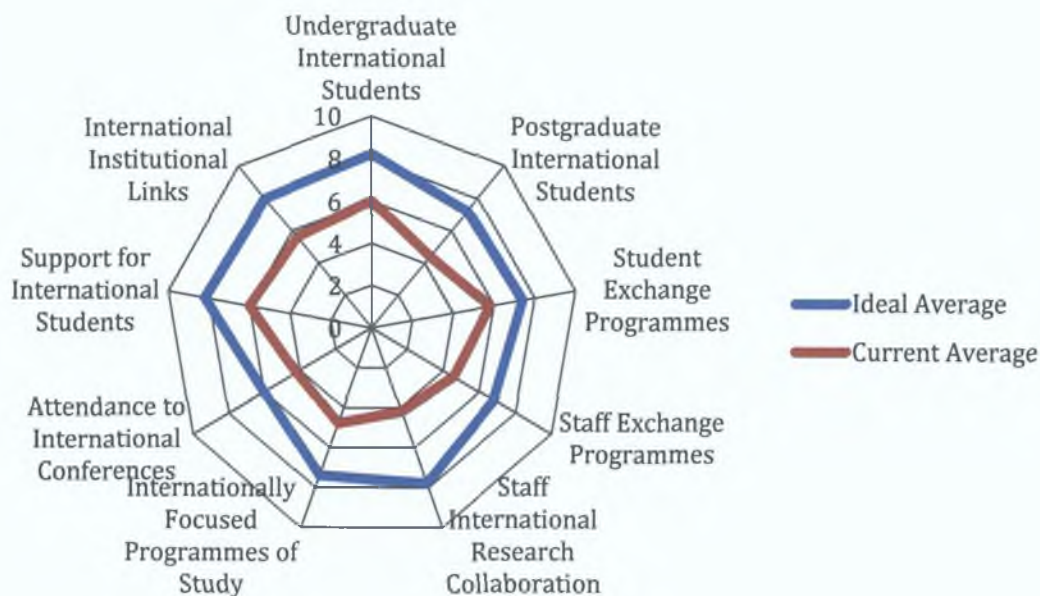 Undergraduate
International
Students
10
8
6
4
2
0
Postgraduate
International
Students
Student
Exchange
Programmes
Staff Exchange
Programmes
Staff
International
Research
Collaboration
Internationally
Focused
Programmes of
Study
Attendance to
International
Conferences
Support for
International
Students
International
Institutional
Links
Ideal Average
Current Average